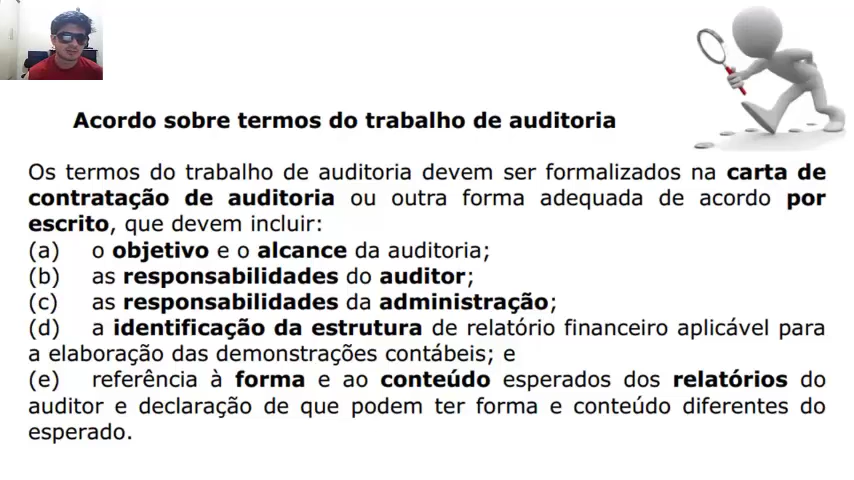 Acordo sobre termos do trabalho de auditoria
Os termos do trabalho de auditoria devem ser formalizados na carta de
contratação de auditoria ou outra forma adequada de acordo por
escrito, que devem incluir:
(a) o objetivo e o alcance da auditoria;
(b) as responsabilidades do auditor;
(c) as responsabilidades da administração;
(d) a identificação da estrutura de relatório financeiro aplicável para
a elaboração das demonstrações contábeis; e
(e) referência à forma e ao conteúdo esperados dos relatórios do
auditor e declaração de que podem ter forma e conteúdo diferentes do
esperado.